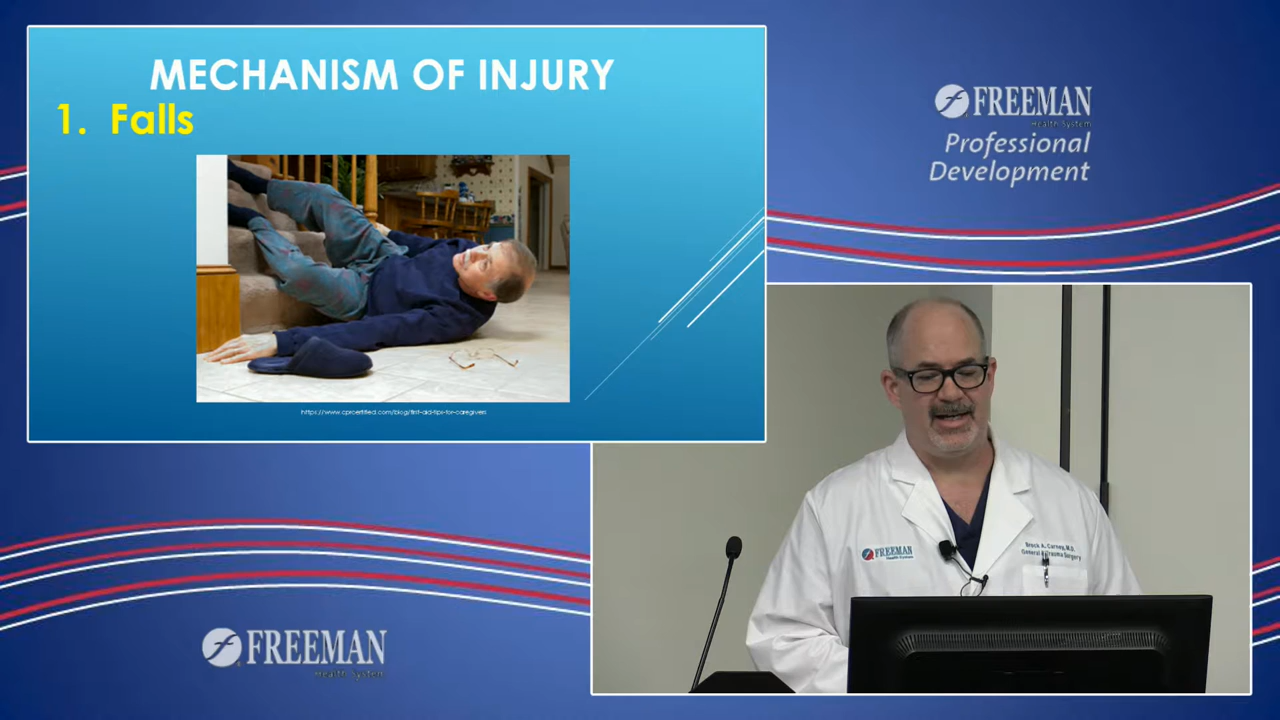 MECHANISM OF INJURY
1. Falls
https://www.cprcertified.com/blog/first-aid-tips-for-caregivers
FREEMAN
Health System
Professional
Development
FREEMAN
Health System
Brock A. Carney, M.D.
General & Trauma Surgery
FREEMAN
Health System